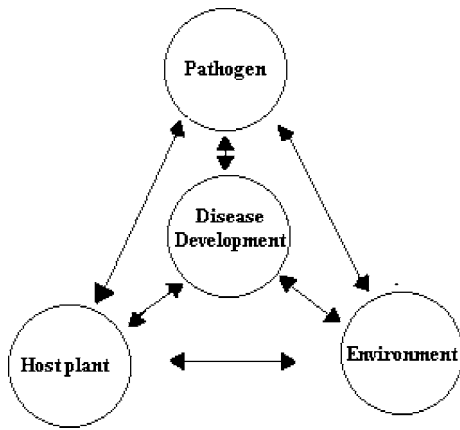 Pathogen
Disease
Development
Host plant
Environment